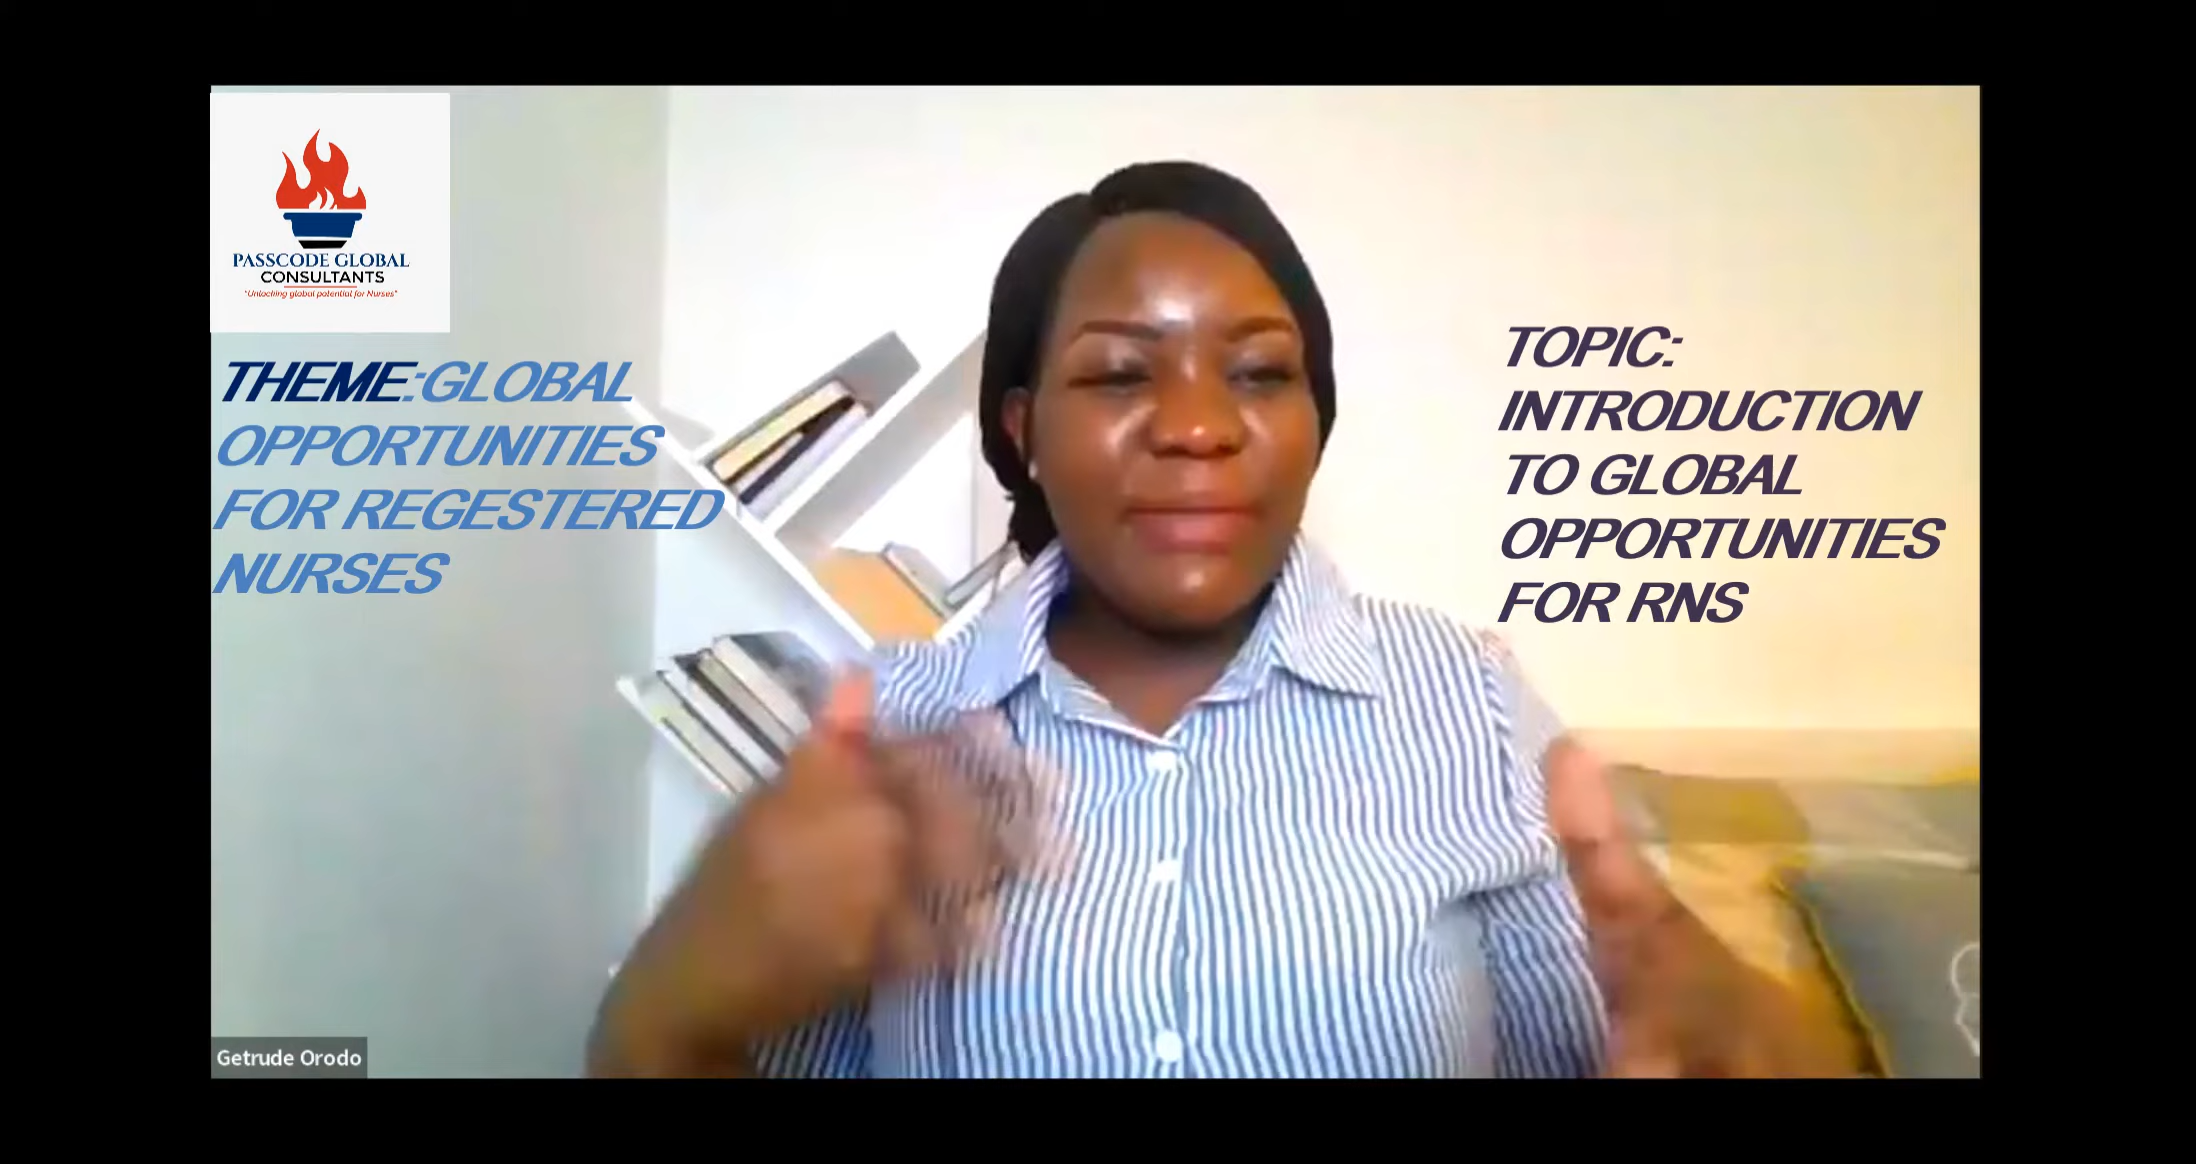 PASSCODE GLOBAL
CONSULTANTS
"Unlocking global potential for Nurses"
THEME:GLOBAL
OPPORTUNITIES
FOR REGESTERED
NURSES
TOPIC:
INTRODUCTION
TO GLOBAL
OPPORTUNITIES
FOR RNS
Getrude Orodo